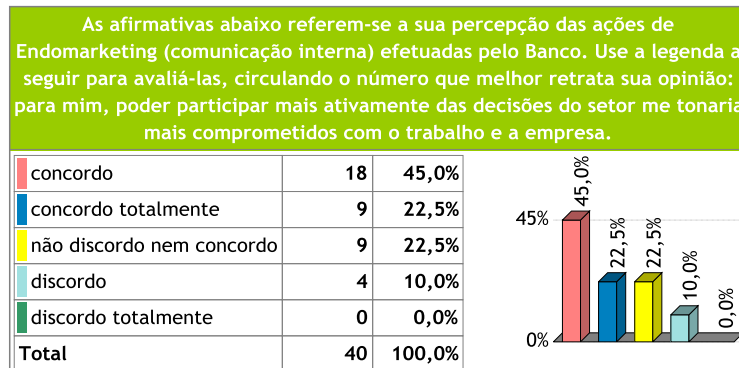 As afirmativas abaixo referem-se a sua percepção das ações de
Endomarketing (comunicação interna) efetuadas pelo Banco. Use a legenda a
seguir para avaliá-las, circulando o número que melhor retrata sua opinião:
para mim, poder participar mais ativamente das decisões do setor me tonaria
mais comprometidos com o trabalho e a empresa.
concordo 18 45,0%
concordo totalmente 9 22,5%
não discordo nem concordo 9 22,5%
discordo 4 10,0%
discordo totalmente 0 0,0%
Total 40 100,0%
45%
0%
45,0%
22,5%
22,5%
10,0%
0,0%